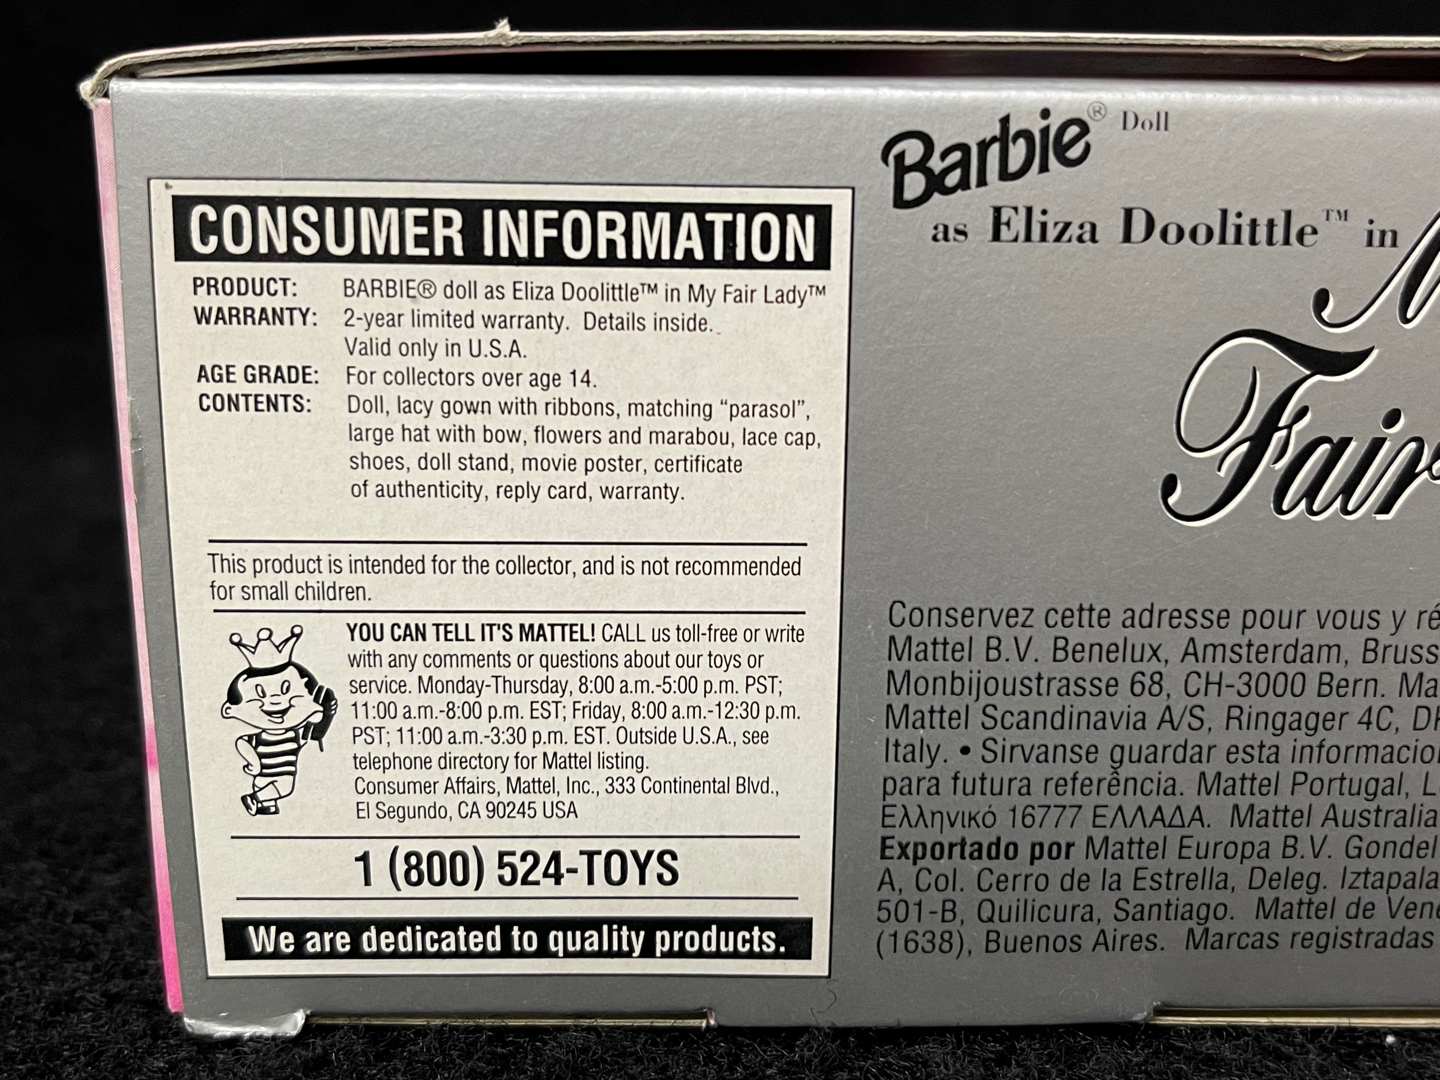 CONSUMER INFORMATION
PRODUCT: BARBIE® doll as Eliza Doolittle™ in My Fair Lady™
WARRANTY: 2-year limited warranty. Details inside.
Valid only in U.S.A.
AGE GRADE: For collectors over age 14.
CONTENTS: Doll, lacy gown with ribbons, matching “parasol”,
large hat with bow, flowers and marabou, lace cap,
shoes, doll stand, movie poster, certificate
of authenticity, reply card, warranty.
This product is intended for the collector, and is not recommended
for small children.
YOU CAN TELL IT'S MATTEL! CALL us toll-free or write
with any comments or questions about our toys or
service. Monday-Thursday, 8:00 a.m.-5:00 p.m. PST;
11:00 a.m.-8:00 p.m. EST; Friday, 8:00 a.m.-12:30 p.m.
PST; 11:00 a.m.-3:30 p.m. EST. Outside U.S.A., see
telephone directory for Mattel listing.
Consumer Affairs, Mattel, Inc., 333 Continental Blvd.,
El Segundo, CA 90245 USA
1 (800) 524-TOYS
We are dedicated to quality products.
Barbie® Doll
as Eliza Doolittle™ in
Fair
Conservez cette adresse pour vous y ré
Mattel B.V. Benelux, Amsterdam, Bruss
Monbijoustrasse 68, CH-3000 Bern. Ma
Mattel Scandinavia A/S, Ringager 4C, DK
Italy. • Sirvanse guardar esta informacion
para futura referência. Mattel Portugal, L
Ελληνικό 16777 ΕΛΛΑΔΑ. Mattel Australia
Exportado por Mattel Europa B.V. Gondel
A, Col. Cerro de la Estrella, Deleg. Iztapala
501-B, Quilicura, Santiago. Mattel de Vene
(1638), Buenos Aires. Marcas registradas